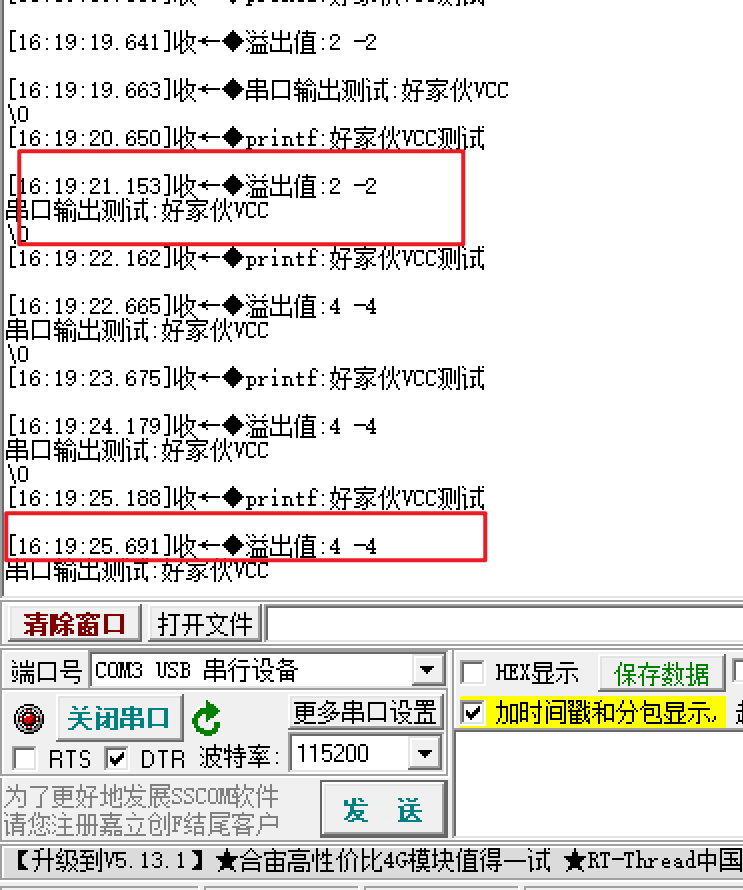 [16:19:19.641]收←◆溢出值:2 -2
[16:19:19.663]收←◆串口输出测试:好家伙VCC
\0
[16:19:20.650]收←◆printf:好家伙VCC测试
[16:19:21.153]收←◆溢出值:2 -2
串口输出测试:好家伙VCC
\0
[16:19:22.162]收←◆printf:好家伙VCC测试
[16:19:22.665]收←◆溢出值:4 -4
串口输出测试:好家伙VCC
\0
[16:19:23.675]收←◆printf:好家伙VCC测试
[16:19:24.179]收←◆溢出值:4 -4
串口输出测试:好家伙VCC
\0
[16:19:25.188]收←◆printf:好家伙VCC测试
[16:19:25.691]收←◆溢出值:4 -4
串口输出测试:好家伙VCC
清除窗口 打开文件
端口号 COM3 USB 串行设备
HEX显示 保存数据
关闭串口 更多串口设置
加时间戳和分包显示,
RTS DTR 波特率: 115200
为了更好地发展SSCOM软件
请您注册嘉立创F结尾客户
发 送
【升级到V5.13.1】★合宙高性价比4G模块值得一试 ★RT-Thread中国